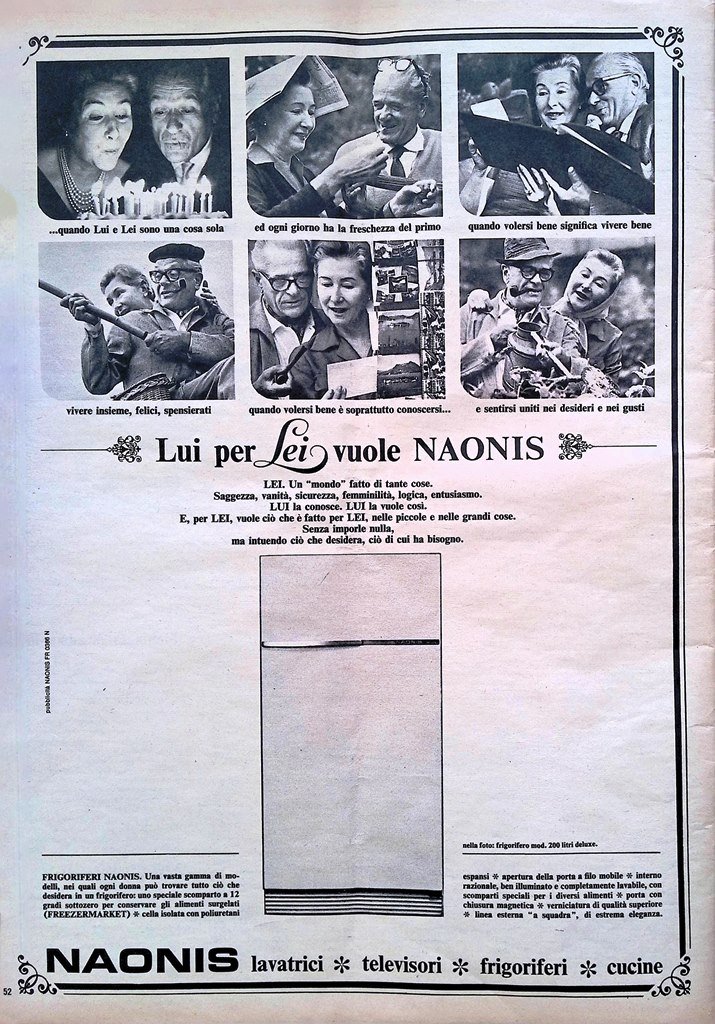 ...quando Lui e Lei sono una cosa sola
ed ogni giorno ha la freschezza del primo
quando volersi bene significa vivere bene
vivere insieme, felici, spensierati
quando volersi bene è soprattutto conoscersi...
e sentirsi uniti nei desideri e nei gusti
Lui per Lei vuole NAONIS
LEI. Un "mondo" fatto di tante cose.
Saggezza, vanità, sicurezza, femminilità, logica, entusiasmo.
LUI la conosce. LUI la vuole così.
E, per LEI, vuole ciò che è fatto per LEI, nelle piccole e nelle grandi cose.
Senza imporle nulla,
ma intuendo ciò che desidera, ciò di cui ha bisogno.
pubblicità NAONIS FR 0366 N
nella foto: frigorifero mod. 200 litri deluxe.
FRIGORIFERI NAONIS. Una vasta gamma di mo-
delli, nei quali ogni donna può trovare tutto ciò che
desidera in un frigorifero: uno speciale scomparto a 12
gradi sottozero per conservare gli alimenti surgelati
(FREEZERMARKET) * cella isolata con poliuretani
espansi * apertura della porta a filo mobile * interno
razionale, ben illuminato e completamente lavabile, con
scomparti speciali per i diversi alimenti * porta con
chiusura magnetica * verniciatura di qualità superiore
* linea esterna "a squadra", di estrema eleganza.
NAONIS lavatrici * televisori * frigoriferi * cucine
52